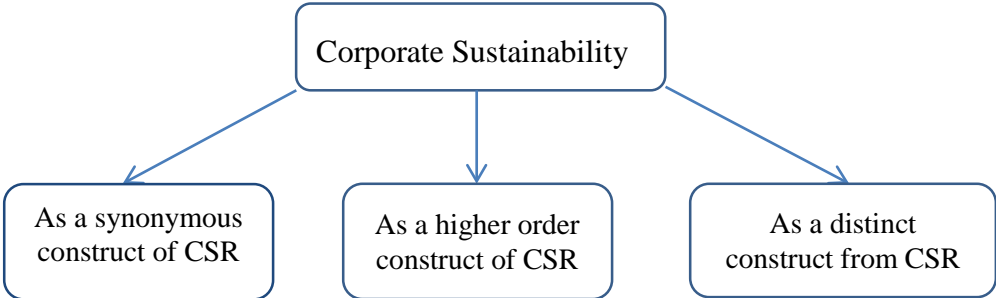 Corporate Sustainability
As a synonymous
construct of CSR
As a higher order
construct of CSR
As a distinct
construct from CSR